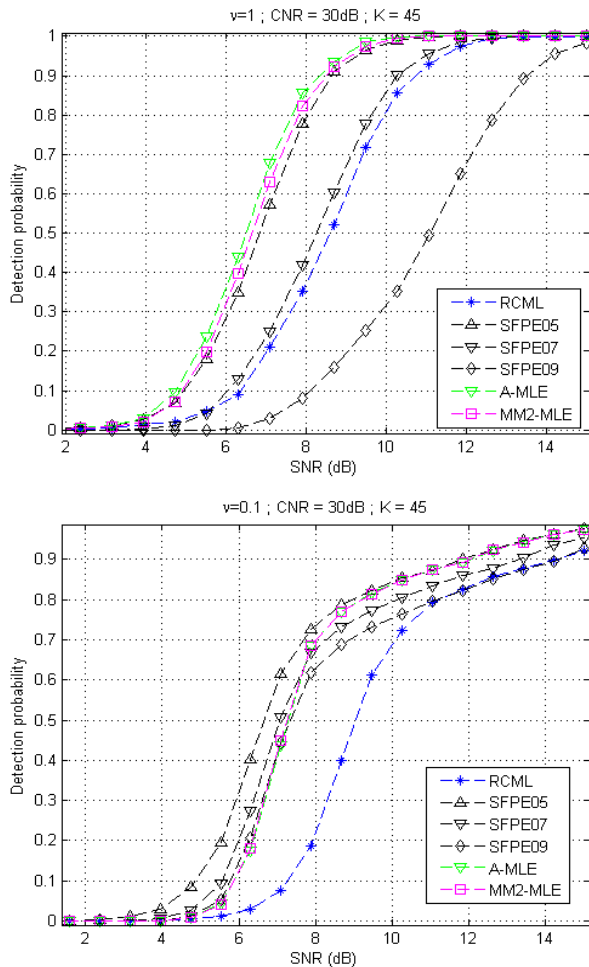 ν=1 ; CNR = 30dB ; K = 45
1
0.9
0.8
0.7
0.6
0.5
0.4
0.3
0.2
0.1
0
Detection probability
2 4 6 8 10 12 14
SNR (dB)
RCML
SFPE05
SFPE07
SFPE09
A-MLE
MM2-MLE
ν=0.1 ; CNR = 30dB ; K = 45
0.9
0.8
0.7
0.6
0.5
0.4
0.3
0.2
0.1
0
Detection probability
2 4 6 8 10 12 14
SNR (dB)
RCML
SFPE05
SFPE07
SFPE09
A-MLE
MM2-MLE